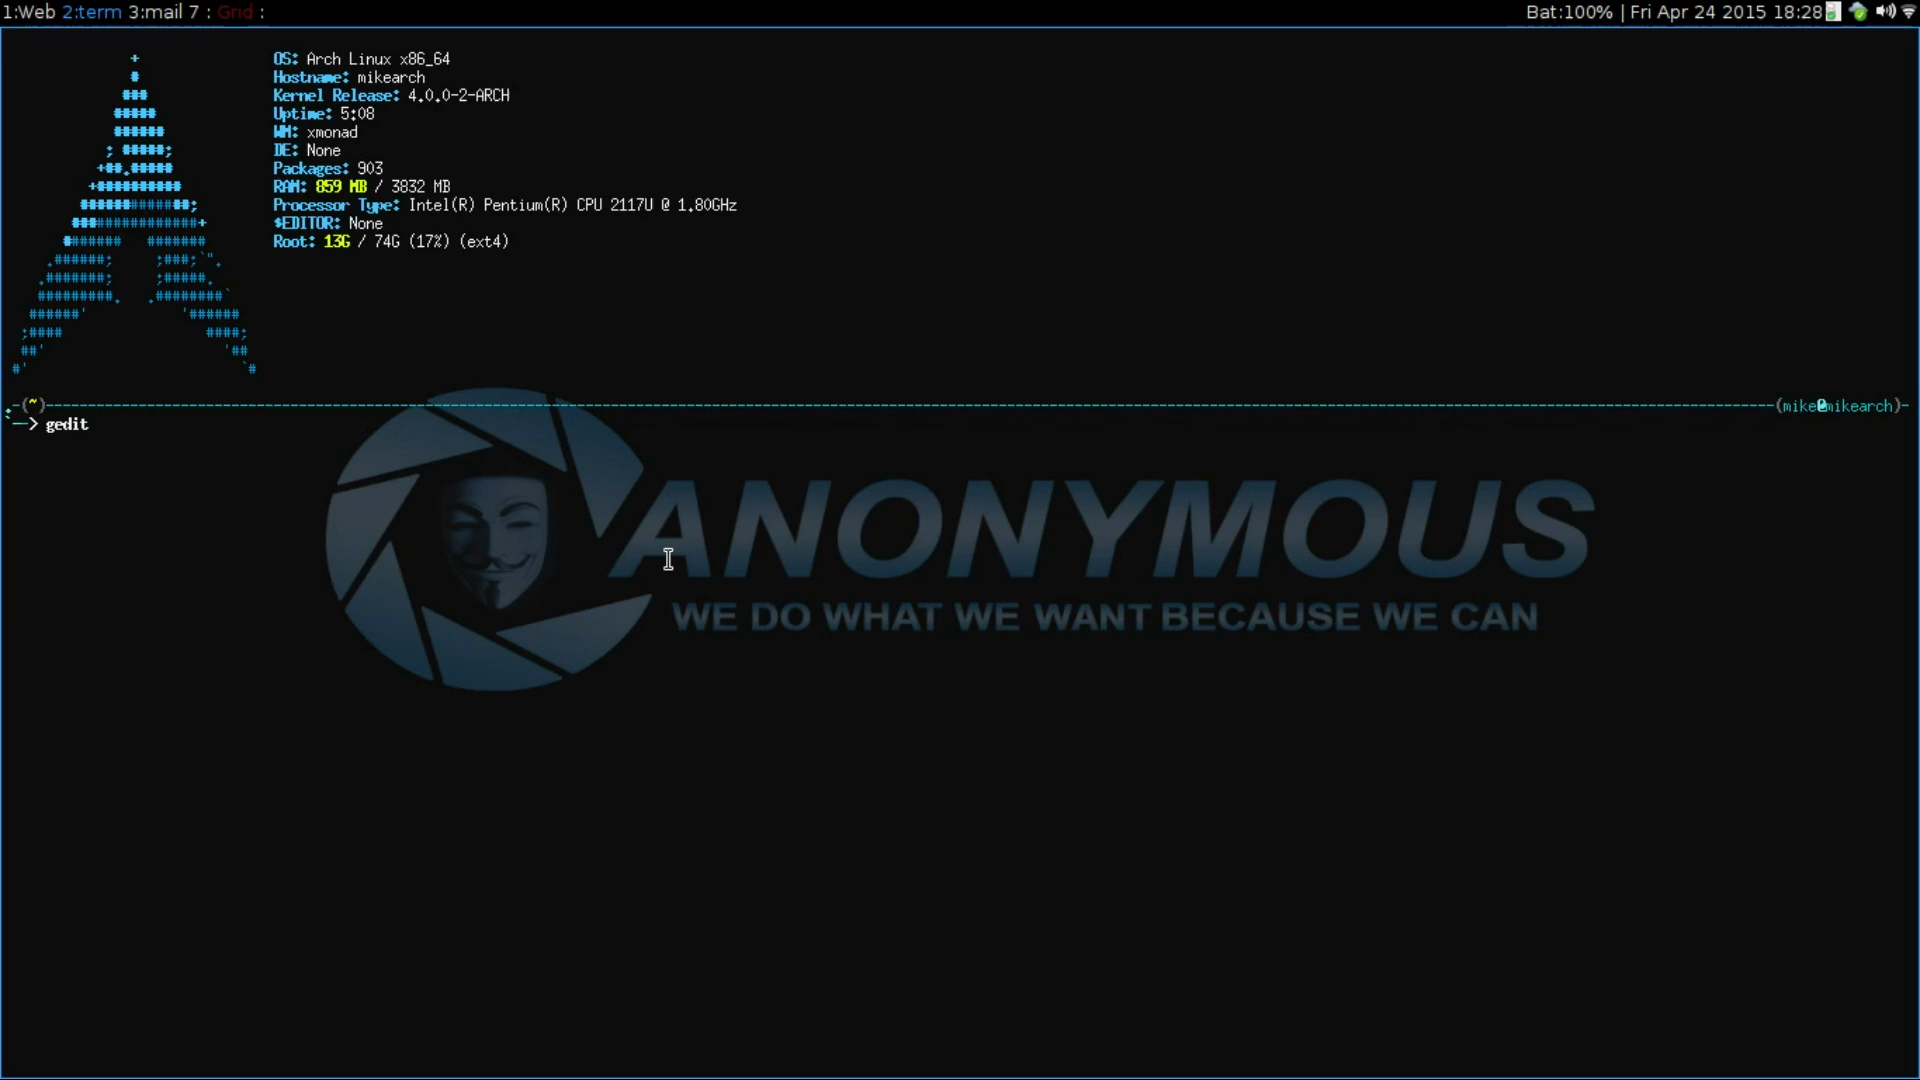 1:Web 2:term 3:mail 7 : Grid :
Bat:100% | Fri Apr 24 2015 18:28
OS: Arch Linux x86_64
Hostname: mikearch
Kernel Release: 4.0.0-2-ARCH
Uptime: 5:08
WM: xmonad
DE: None
Packages: 903
RAM: 859 MB / 3832 MB
Processor Type: Intel(R) Pentium(R) CPU 2117U @ 1.80GHz
$EDITOR: None
Root: 13G / 74G (17%) (ext4)
(~)
(mike@mikearch)
--> gedit
ANONYMOUS
WE DO WHAT WE WANT BECAUSE WE CAN